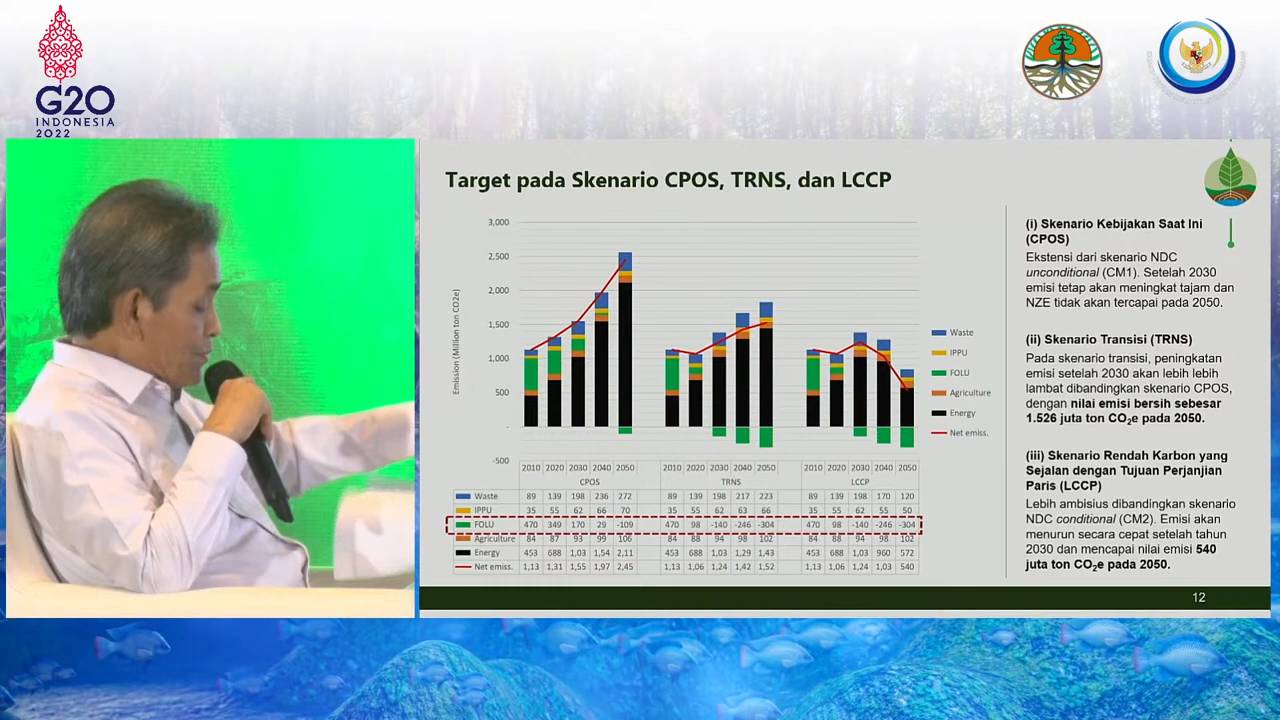 G20
INDONESIA
2022
Target pada Skenario CPOS, TRNS, dan LCCP
Emission (Million ton CO2e)
3,000
2,500
2,000
1,500
1,000
500
-
-500
2010 2020 2030 2040 2050 2010 2020 2030 2040 2050 2010 2020 2030 2040 2050
CPOS TRNS LCCP
Waste 89 139 198 236 272 89 139 198 217 223 89 139 198 170 120
IPPU 35 55 62 66 70 35 55 62 63 66 35 55 62 55 50
FOLU 470 349 170 29 -109 470 98 -140 -246 -304 470 98 -140 -246 -304
Agriculture 84 87 93 99 106 84 88 94 98 102 84 88 94 98 102
Energy 453 688 1,03 1,54 2,11 453 688 1,03 1,29 1,43 453 688 1,03 960 572
Net emiss. 1,13 1,31 1,55 1,97 2,45 1,13 1,06 1,24 1,42 1,52 1,13 1,06 1,24 1,03 540
Waste
IPPU
FOLU
Agriculture
Energy
Net emiss.
(i) Skenario Kebijakan Saat Ini
(CPOS)
Ekstensi dari skenario NDC
unconditional (CM1). Setelah 2030
emisi tetap akan meningkat tajam dan
NZE tidak akan tercapai pada 2050.
(ii) Skenario Transisi (TRNS)
Pada skenario transisi, peningkatan
emisi setelah 2030 akan lebih lebih
lambat dibandingkan skenario CPOS,
dengan nilai emisi bersih sebesar
1.526 juta ton CO2e pada 2050.
(iii) Skenario Rendah Karbon yang
Sejalan dengan Tujuan Perjanjian
Paris (LCCP)
Lebih ambisius dibandingkan skenario
NDC conditional (CM2). Emisi akan
menurun secara cepat setelah tahun
2030 dan mencapai nilai emisi 540
juta ton CO2e pada 2050.
12